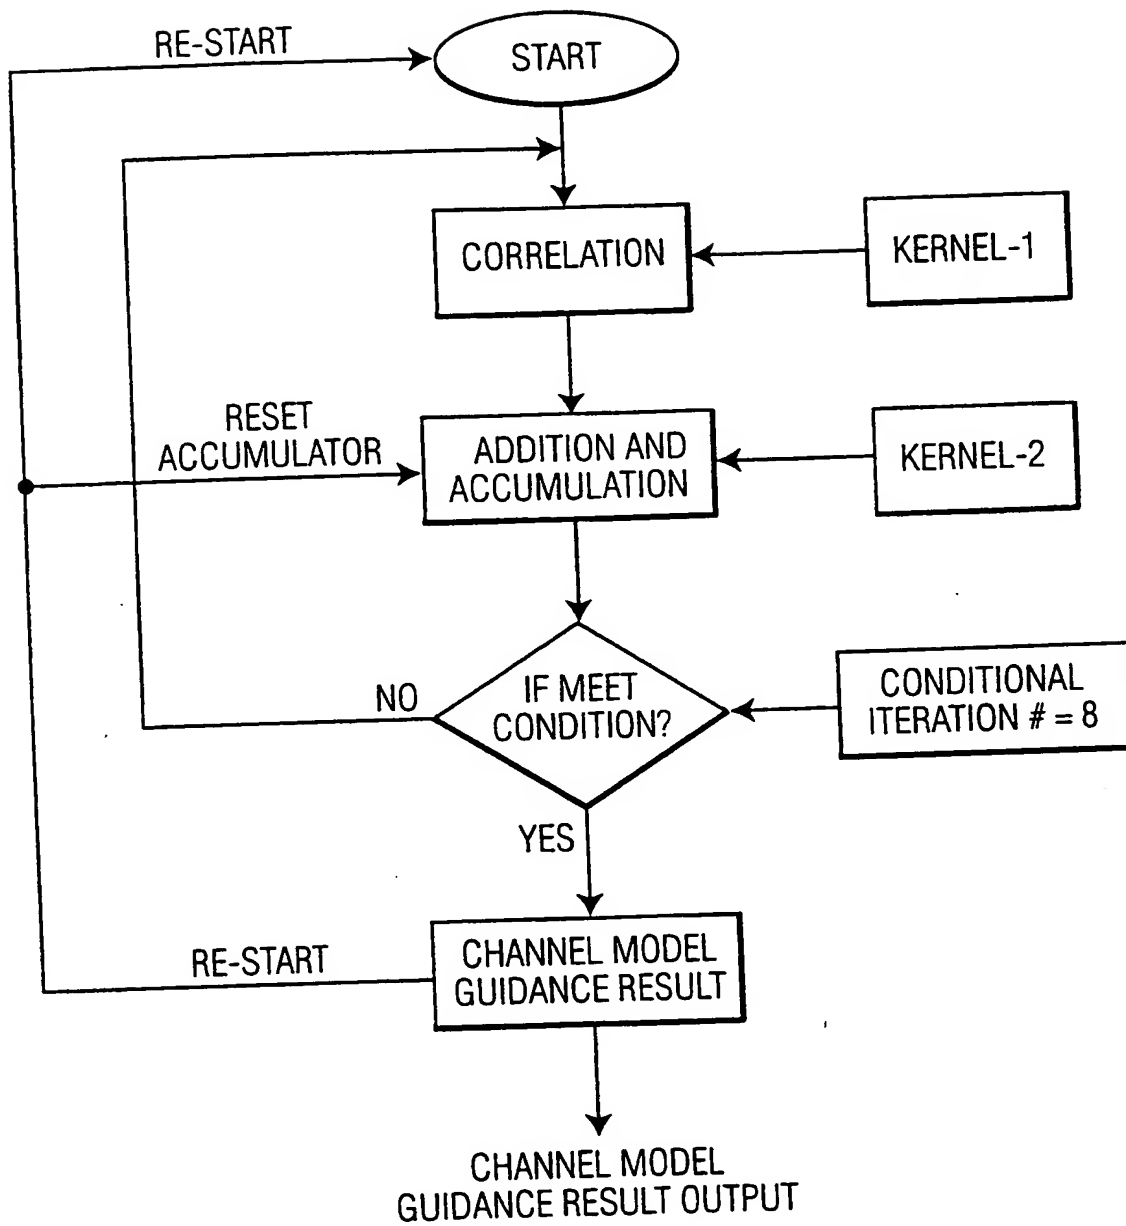 RE-START
START
CORRELATION
KERNEL-1
RESET
ACCUMULATOR
ADDITION AND
ACCUMULATION
KERNEL-2
NO
IF MEET
CONDITION?
CONDITIONAL
ITERATION # = 8
YES
RE-START
CHANNEL MODEL
GUIDANCE RESULT
CHANNEL MODEL
GUIDANCE RESULT OUTPUT